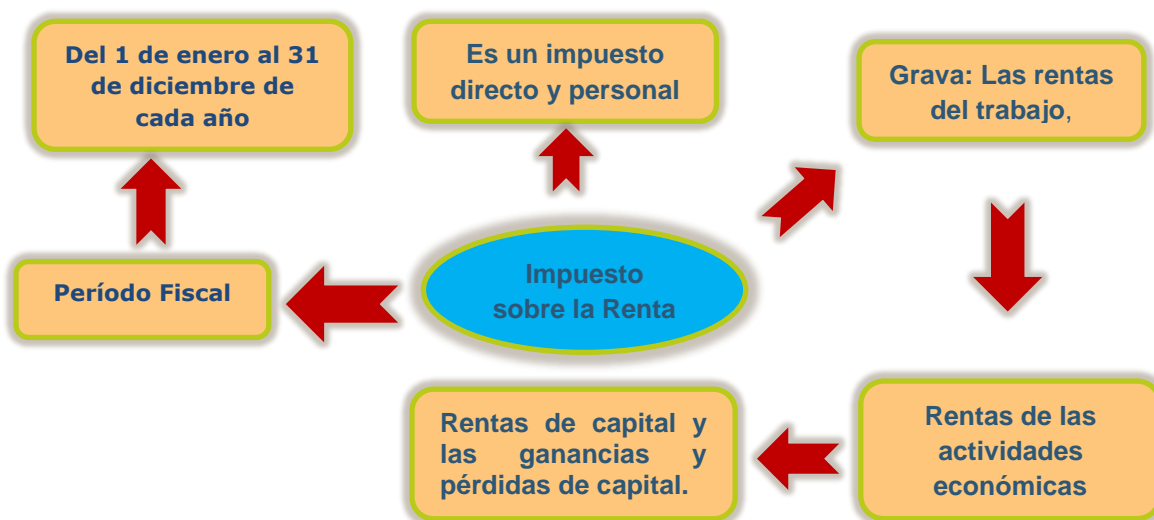 Del 1 de enero al 31
de diciembre de
cada año
Es un impuesto
directo y personal
Grava: Las rentas
del trabajo,
Período Fiscal
Impuesto
sobre la Renta
Rentas de capital y
las ganancias y
pérdidas de capital.
Rentas de las
actividades
económicas